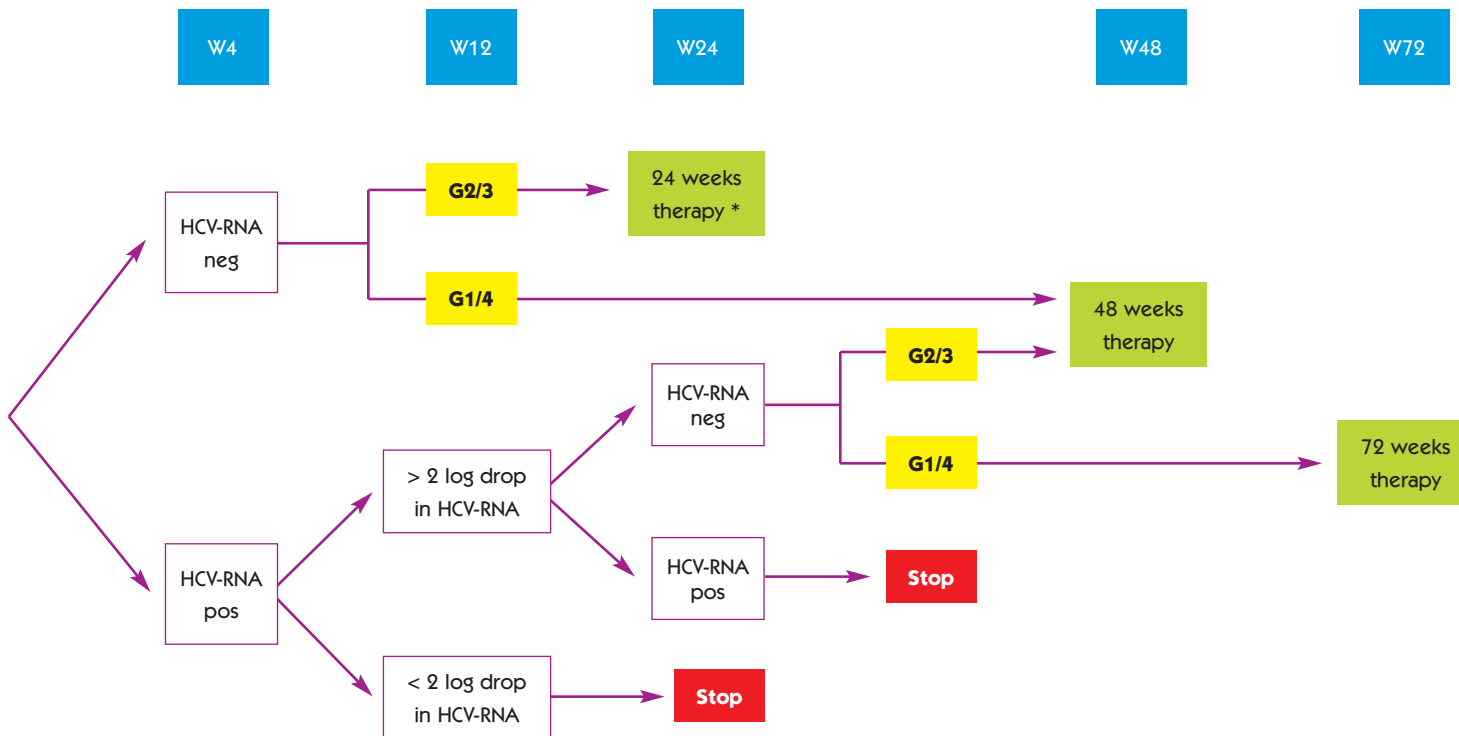 W4
W12
W24
W48
W72
HCV-RNA
neg
G2/3
24 weeks
therapy *
G1/4
48 weeks
therapy
HCV-RNA
neg
G2/3
G1/4
72 weeks
therapy
HCV-RNA
pos
> 2 log drop
in HCV-RNA
HCV-RNA
pos
Stop
< 2 log drop
in HCV-RNA
Stop